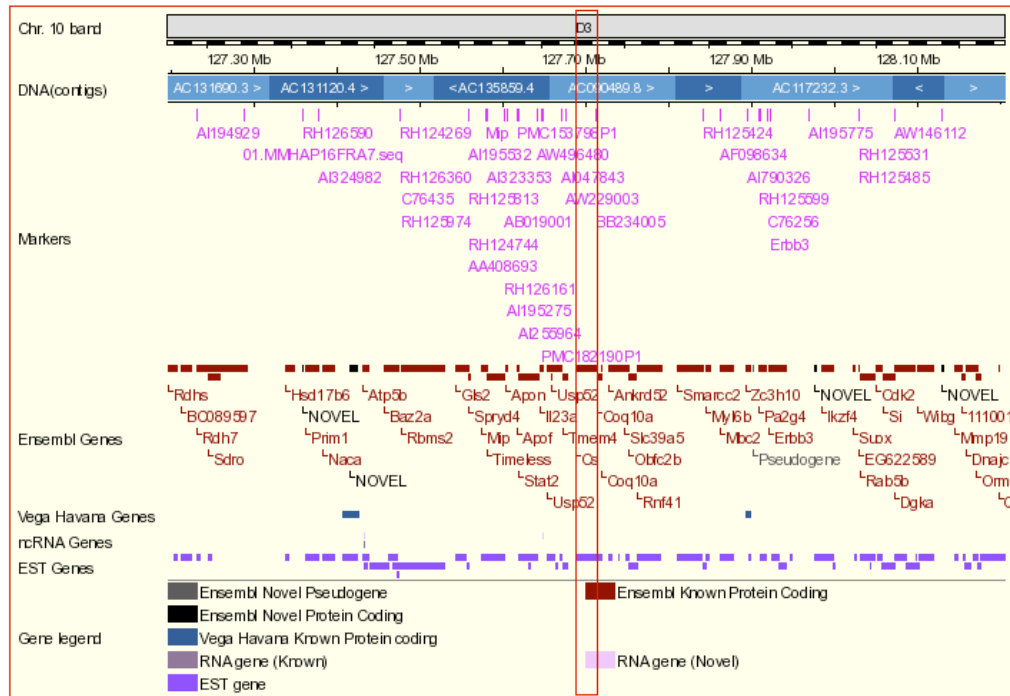 Chr. 10 band D3
127.30 Mb 127.50 Mb 127.70 Mb 127.90 Mb 128.10 Mb
DNA(contigs) AC131690.3 > AC131120.4 > > <AC135859.4 AC090489.8 > > AC117232.3 > < >
AI194929 RH126590 RH124269 Mip PMC153798P1 RH125424 AI195775 AW146112
01.MMHAP16FRA7.seq AI195532 AW496480 AF098634 RH125531
AI324982 RH126360 AI323353 AI047843 AI790326 RH125485
C76435 RH125813 AW229003 RH125599
RH125974 AB019001 BB234005 C76256
Markers RH124744 Erbb3
AA408693
RH126161
AI195275
AI255964
PMC182190P1
Rdhs Hsd17b6 Atp5b Gls2 Apon Usp52 Ankrd52 Smarcc2 Zc3h10 NOVEL Cdk2 NOVEL
BC089597 NOVEL Baz2a Spryd4 Il23a Coq10a Myl6b Pa2g4 Ikzf4 Si Wibg 111001
Ensembl Genes Rdh7 Prim1 Rbms2 Mip Apof Tmem4 Slc39a5 Mbc2 Erbb3 Suox Mmp19
Sdro Naca Timeless Cs Obfc2b Pseudogene EG622589 Dnajc
NOVEL Stat2 Coq10a Rab5b Orm
Usp52 Rnf41 Dgka
Vega Havana Genes
ncRNA Genes
EST Genes
Ensembl Novel Pseudogene Ensembl Known Protein Coding
Ensembl Novel Protein Coding
Gene legend Vega Havana Known Protein coding
RNA gene (Known) RNA gene (Novel)
EST gene